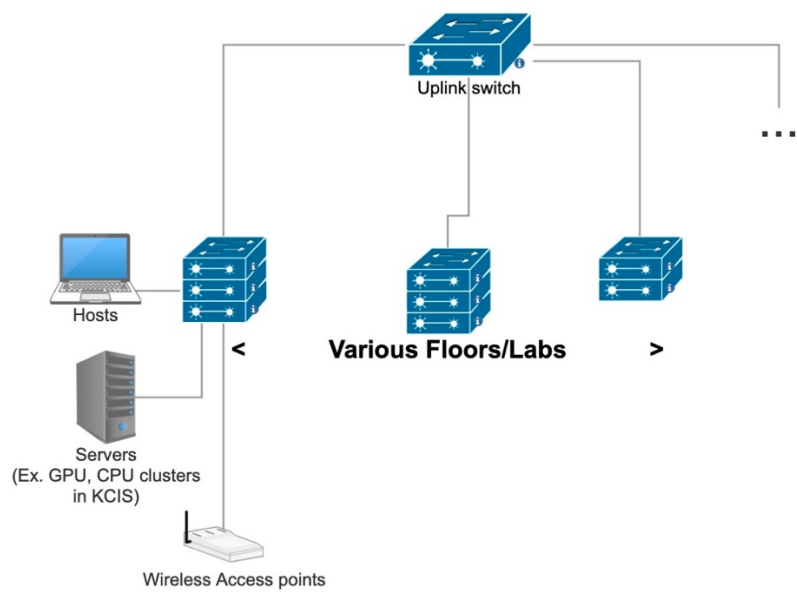 Uplink switch
...
Hosts
< Various Floors/Labs >
Servers
(Ex. GPU, CPU clusters
in KCIS)
Wireless Access points